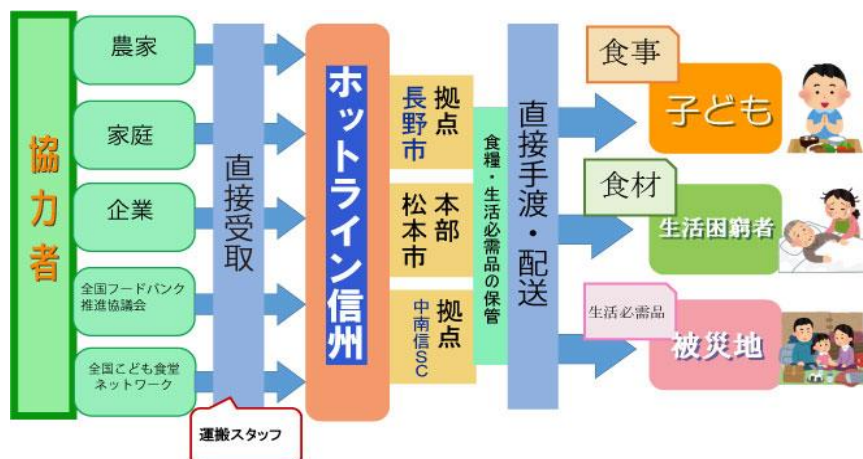 協力者
農家
家庭
企業
全国フードバンク
推進協議会
全国こども食堂
ネットワーク
直接受取
運搬スタッフ
ホットライン信州
拠点
長野市
本部
松本市
拠点
中南信SC
食糧・生活必需品の保管
直接手渡・配送
食事
子ども
食材
生活困窮者
生活必需品
被災地